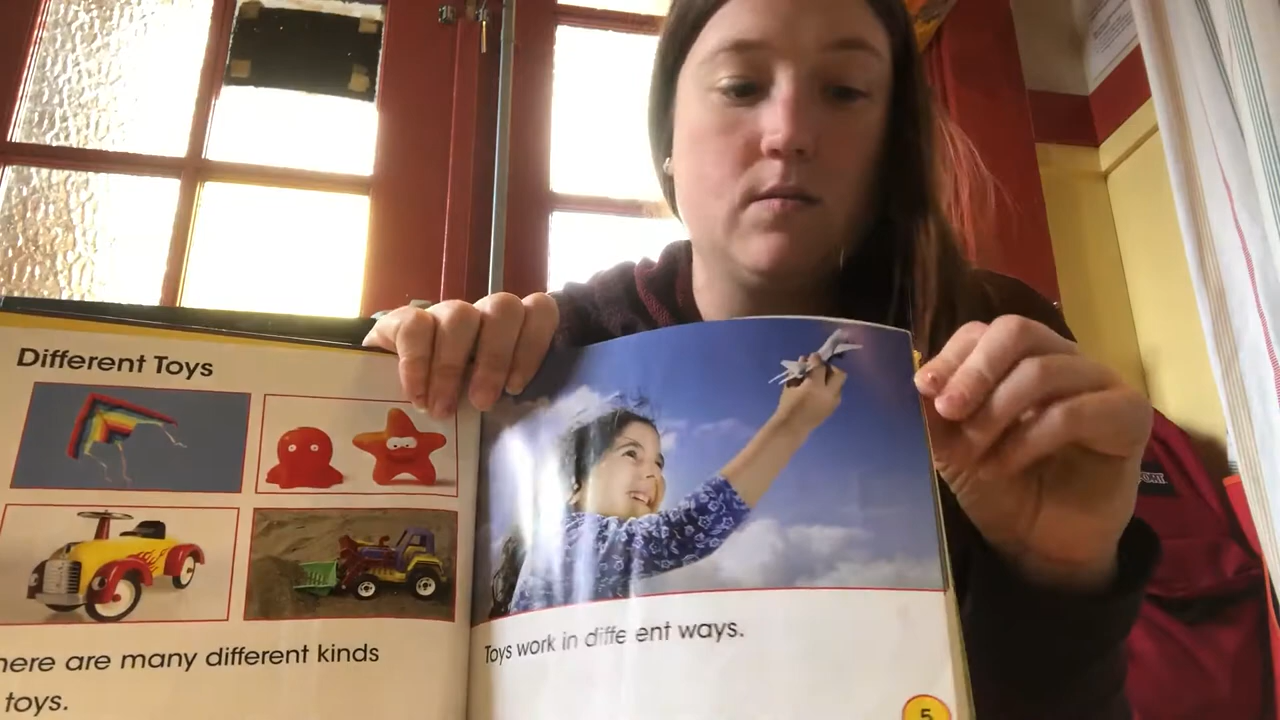 Different Toys
here are many different kinds
toys.
Toys work in diffe ent ways.
5